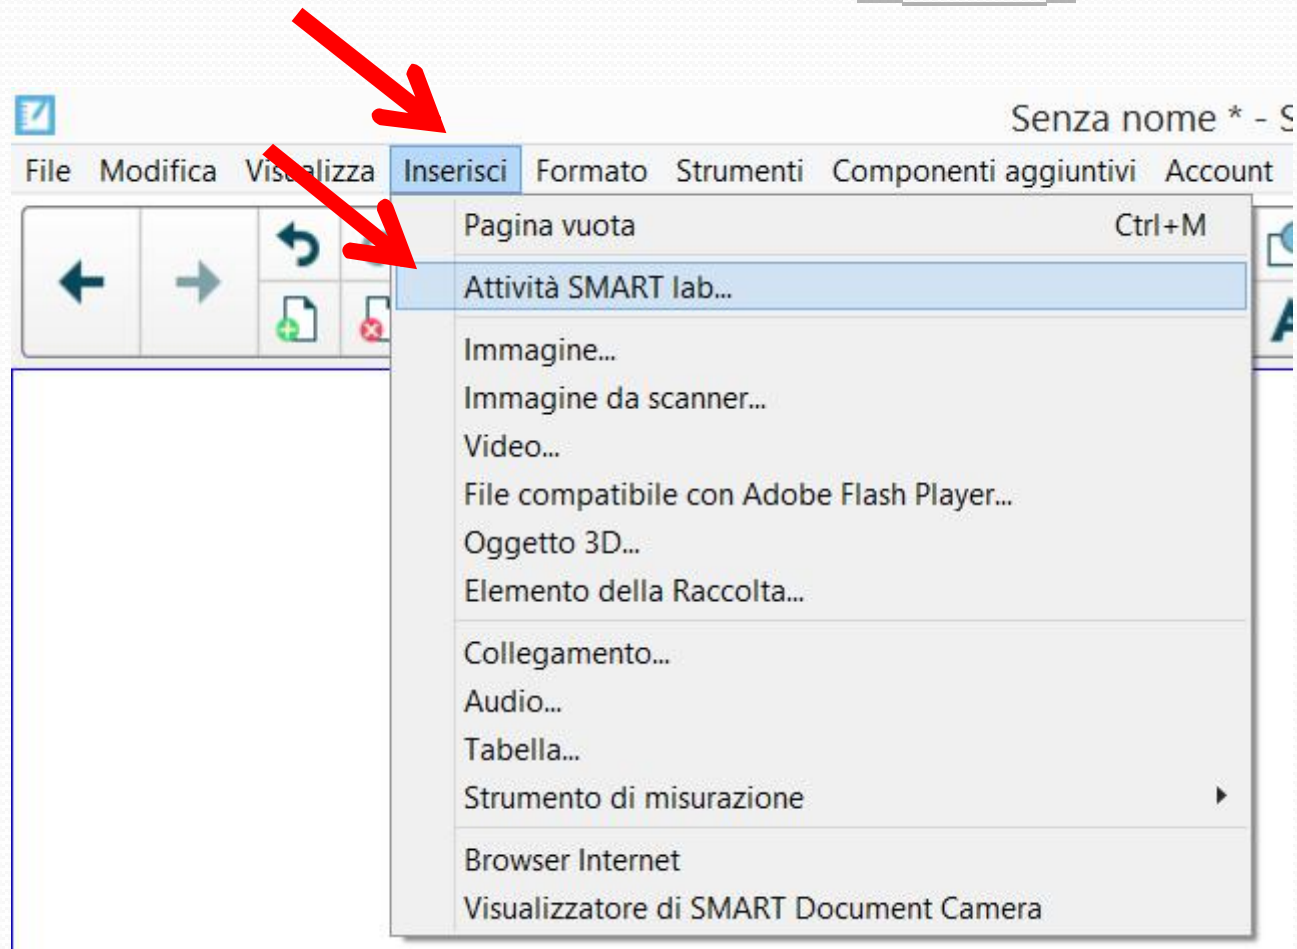 Senza nome * - S
File Modifica Visualizza Inserisci Formato Strumenti Componenti aggiuntivi Account
Pagina vuota Ctrl+M
Attività SMART lab...
Immagine...
Immagine da scanner...
Video...
File compatibile con Adobe Flash Player...
Oggetto 3D...
Elemento della Raccolta...
Collegamento...
Audio...
Tabella...
Strumento di misurazione
Browser Internet
Visualizzatore di SMART Document Camera